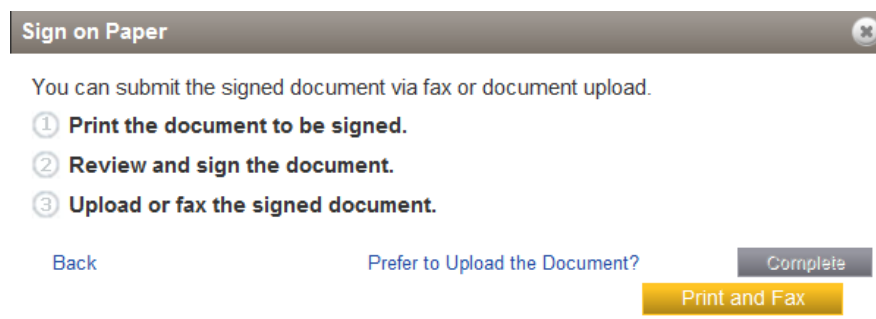 Sign on Paper
You can submit the signed document via fax or document upload.
1 Print the document to be signed.
2 Review and sign the document.
3 Upload or fax the signed document.
Back Prefer to Upload the Document? Complete
Print and Fax